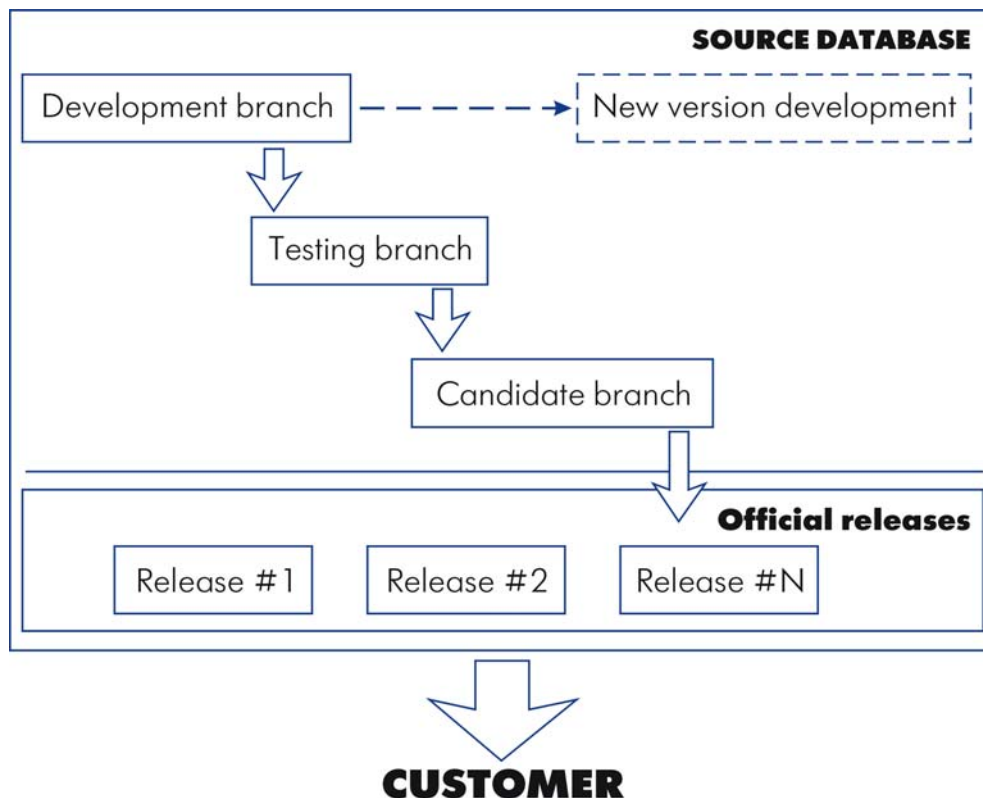 SOURCE DATABASE
Development branch
New version development
Testing branch
Candidate branch
Official releases
Release #1
Release #2
Release #N
CUSTOMER